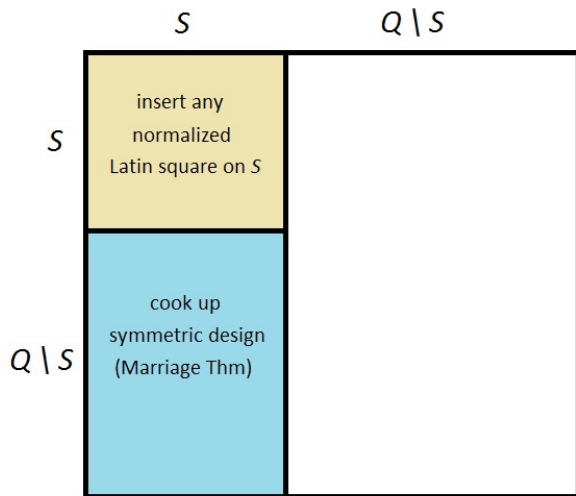 S
Q \ S
S
insert any
normalized
Latin square on S
Q \ S
cook up
symmetric design
(Marriage Thm)